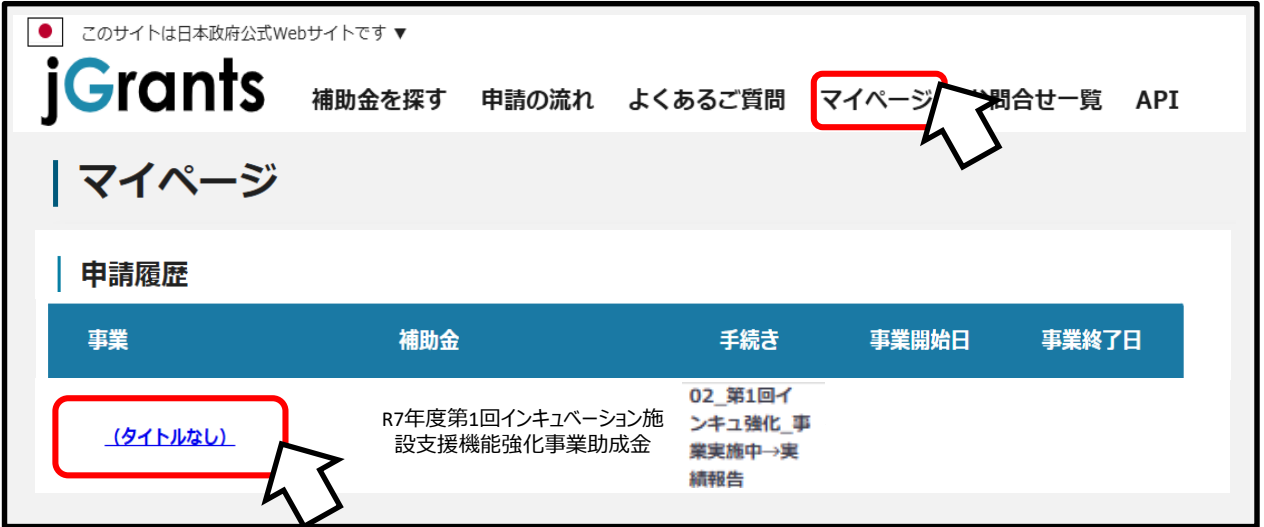 このサイトは日本政府公式Webサイトです ▼
jGrants 補助金を探す 申請の流れ よくあるご質問 マイページ 問合せ一覧 API
マイページ
申請履歴
事業 補助金 手続き 事業開始日 事業終了日
（タイトルなし） R7年度第1回インキュベーション施
設支援機能強化事業助成金
02_第1回イ
ンキュ強化_事
業実施中→実
績報告